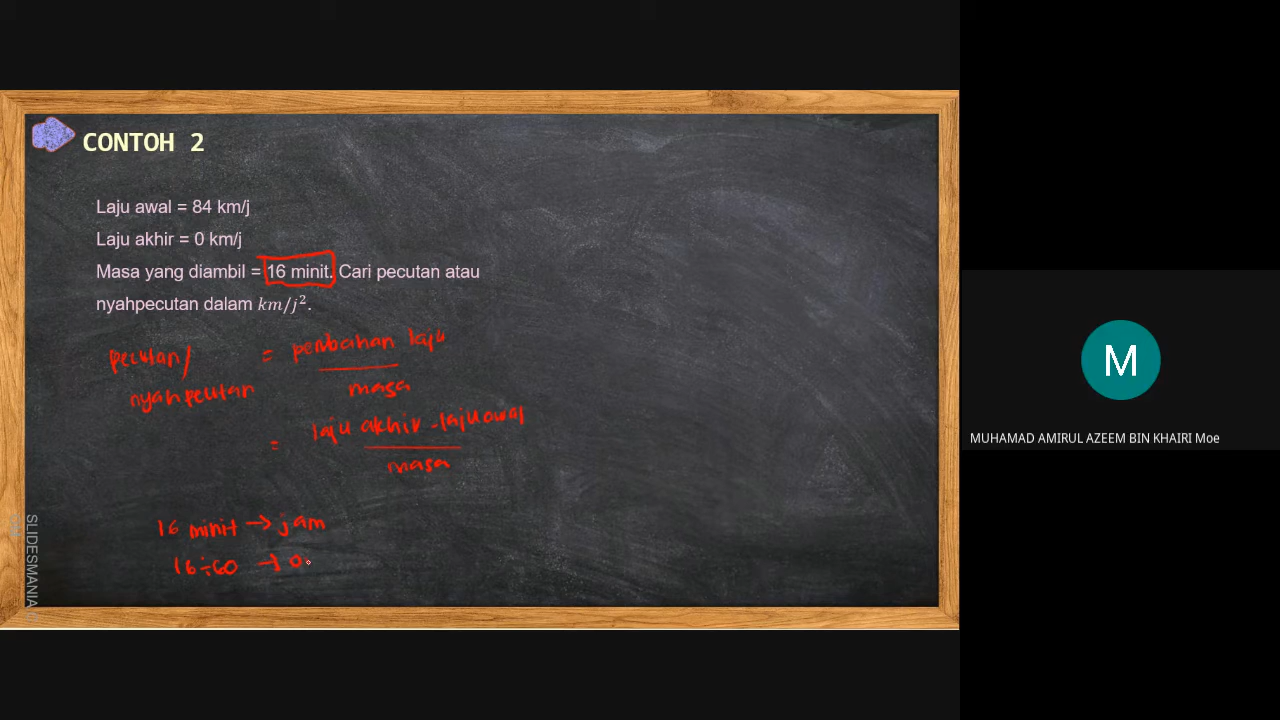 CONTOH 2
Laju awal = 84 km/j
Laju akhir = 0 km/j
Masa yang diambil = 16 minit. Cari pecutan atau
nyahpecutan dalam km/j².
pecutan/
nyahpecutan
= perubahan laju
masa
= laju akhir - laju awal
masa
16 minit → jam
16 ÷ 60 → 0.
SLIDESMANIA
M
MUHAMAD AMIRUL AZEEM BIN KHAIRI Moe